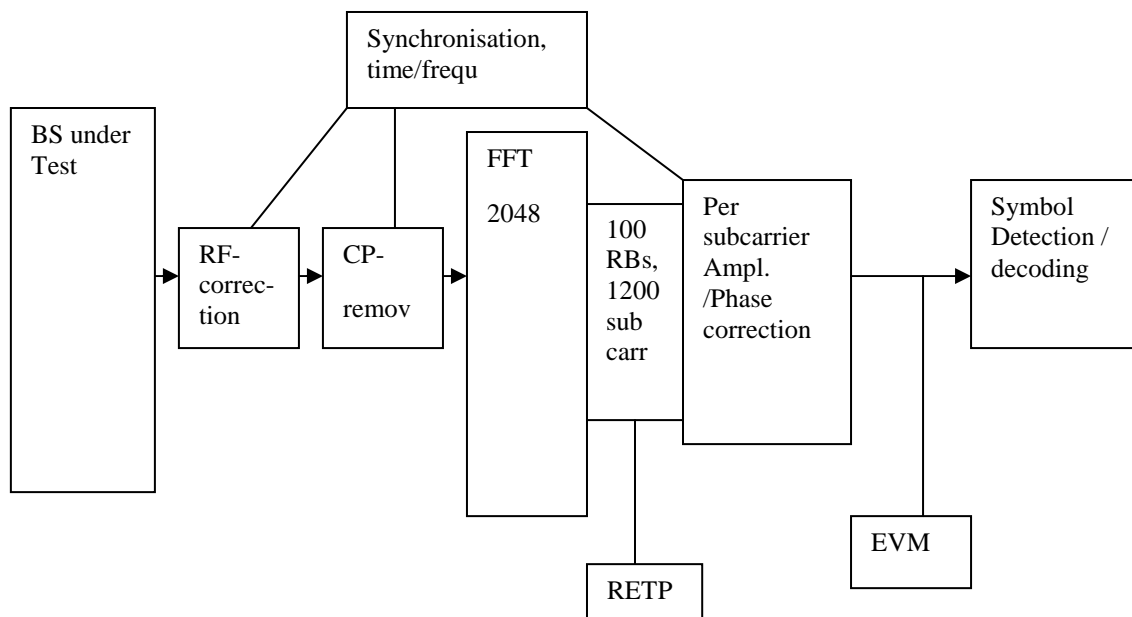 Synchronisation,
time/frequ
BS under
Test
RF-
correc-
tion
CP-
remov
FFT
2048
100
RBs,
1200
sub
carr
Per
subcarrier
Ampl.
/Phase
correction
Symbol
Detection /
decoding
EVM
RETP